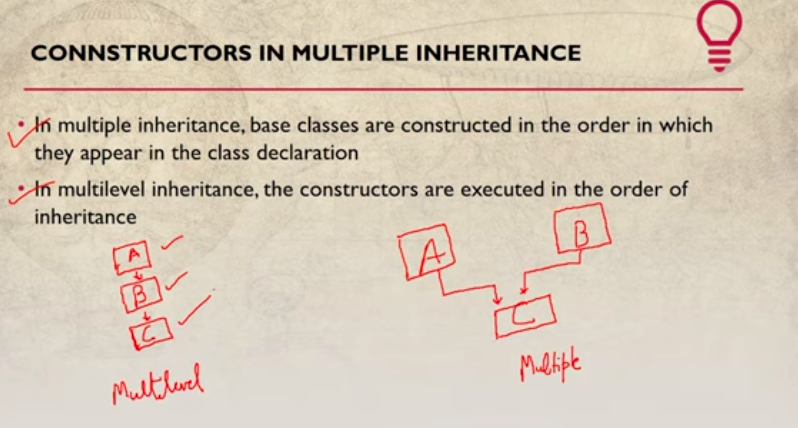 CONNSTRUCTORS IN MULTIPLE INHERITANCE
• In multiple inheritance, base classes are constructed in the order in which
they appear in the class declaration
• In multilevel inheritance, the constructors are executed in the order of
inheritance
A
B
C
Multilevel
A
B
C
Multiple